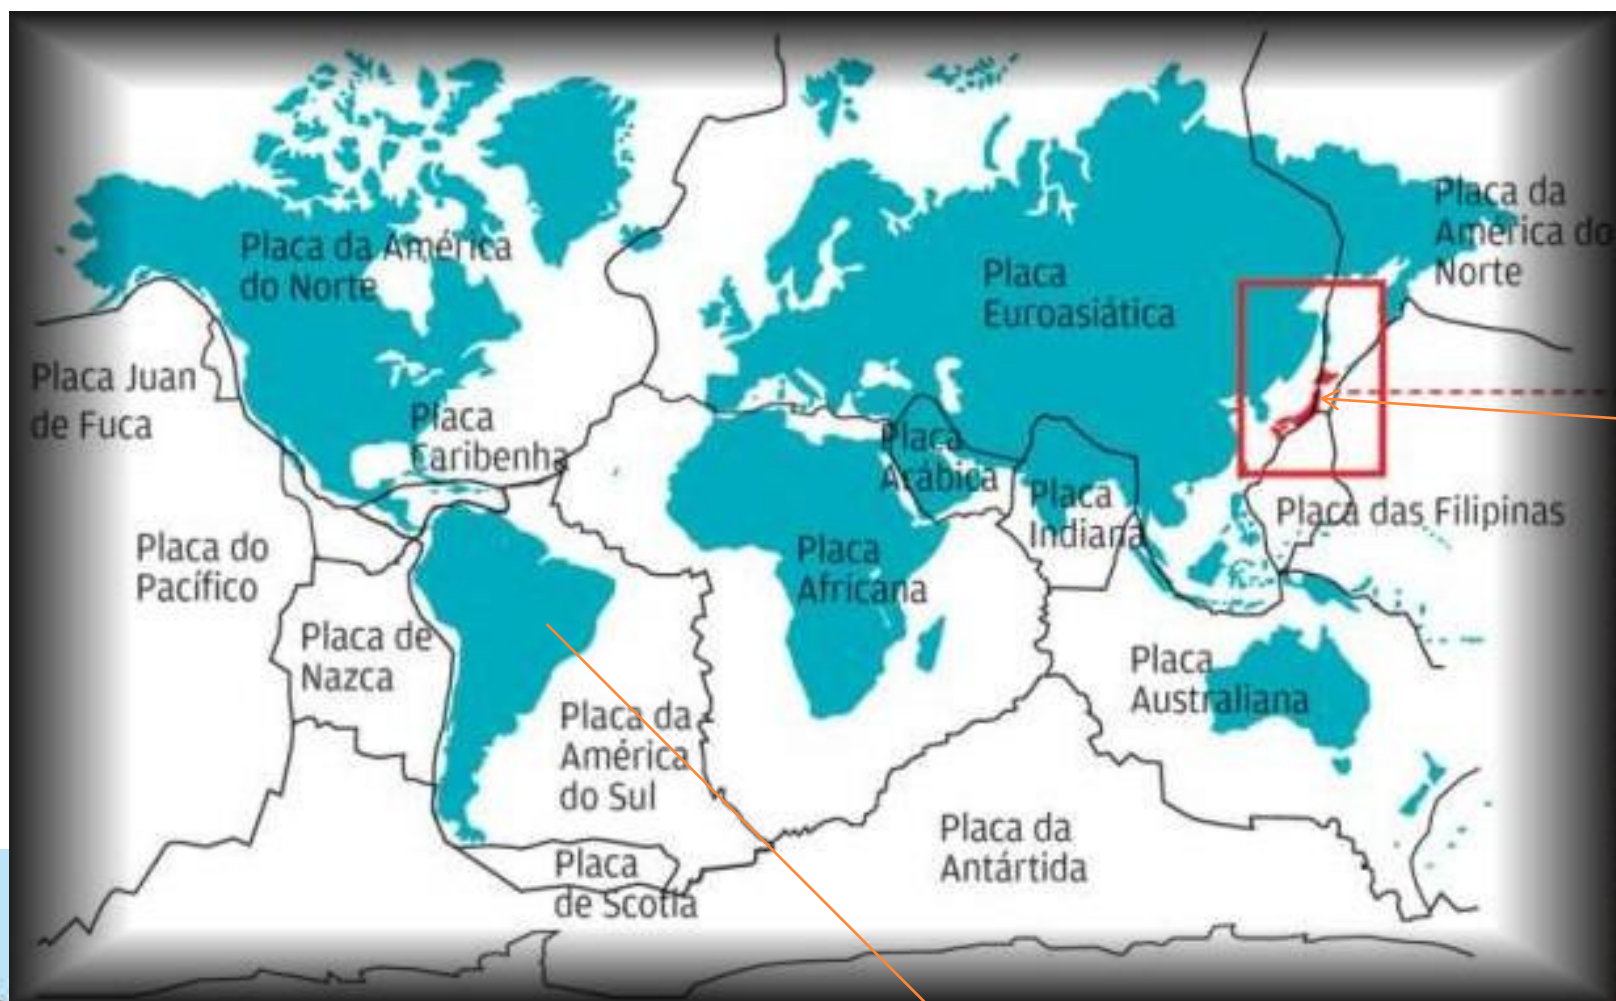 Placa da
América do
Norte
Placa da América
do Norte
Placa
Euroasiática
Placa Juan
de Fuca
Placa
Caribenha
Placa
Arábica
Placa
Indiana
Placa das Filipinas
Placa do
Pacífico
Placa
Africana
Placa de
Nazca
Placa
Australiana
Placa da
América
do Sul
Placa da
Antártida
Placa
de Scotia